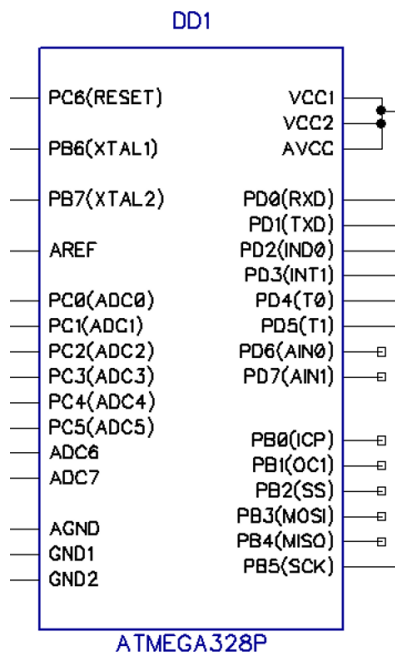 DD1
PC6(RESET)
PB6(XTAL1)
PB7(XTAL2)
AREF
PC0(ADC0)
PC1(ADC1)
PC2(ADC2)
PC3(ADC3)
PC4(ADC4)
PC5(ADC5)
ADC6
ADC7
AGND
GND1
GND2
VCC1
VCC2
AVCC
PD0(RXD)
PD1(TXD)
PD2(IND0)
PD3(INT1)
PD4(T0)
PD5(T1)
PD6(AIN0)
PD7(AIN1)
PB0(ICP)
PB1(OC1)
PB2(SS)
PB3(MOSI)
PB4(MISO)
PB5(SCK)
ATMEGA328P